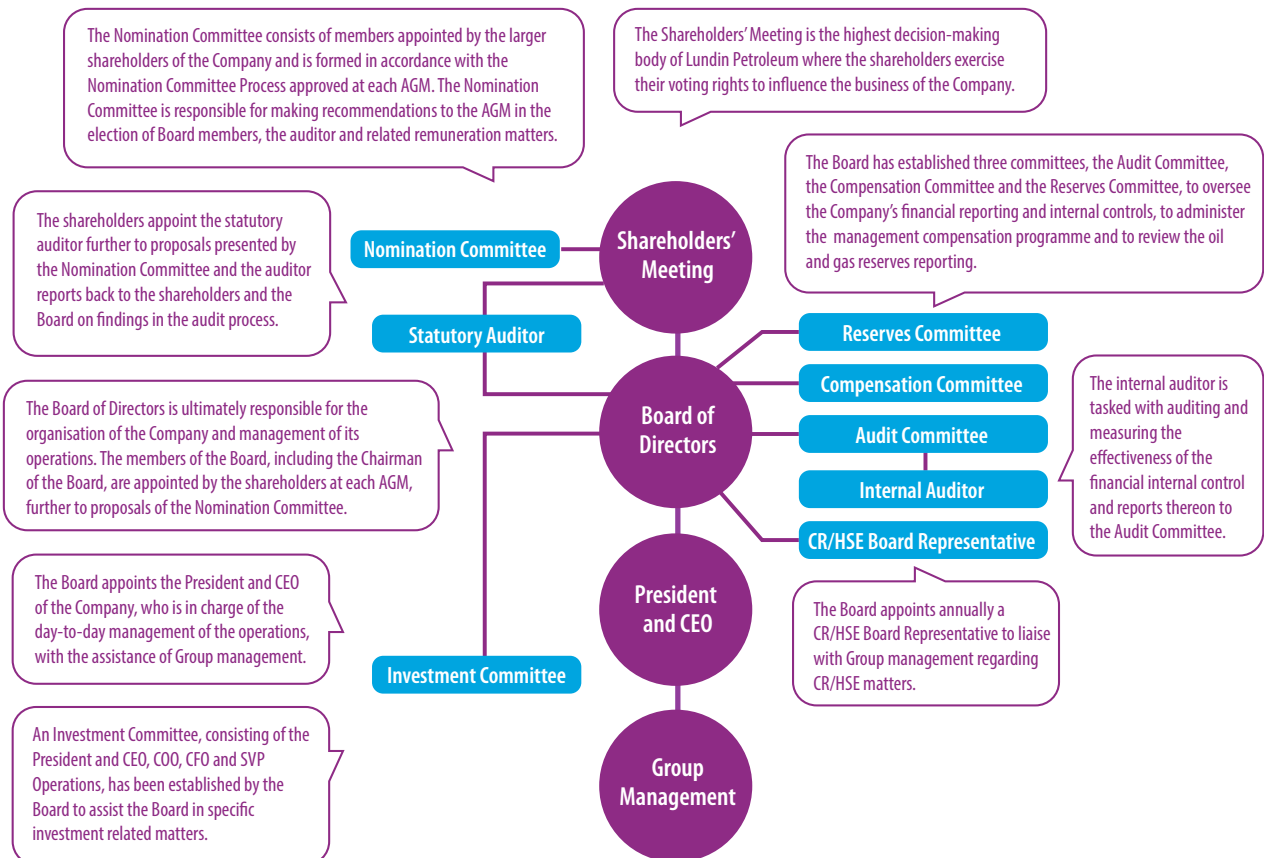 The Nomination Committee consists of members appointed by the larger
shareholders of the Company and is formed in accordance with the
Nomination Committee Process approved at each AGM. The Nomination
Committee is responsible for making recommendations to the AGM in the
election of Board members, the auditor and related remuneration matters.
The Shareholders' Meeting is the highest decision-making
body of Lundin Petroleum where the shareholders exercise
their voting rights to influence the business of the Company.
The Board has established three committees, the Audit Committee,
the Compensation Committee and the Reserves Committee, to oversee
the Company's financial reporting and internal controls, to administer
the management compensation programme and to review the oil
and gas reserves reporting.
The shareholders appoint the statutory
auditor further to proposals presented by
the Nomination Committee and the auditor
reports back to the shareholders and the
Board on findings in the audit process.
Nomination Committee
Shareholders'
Meeting
Statutory Auditor
Reserves Committee
Compensation Committee
Audit Committee
Internal Auditor
CR/HSE Board Representative
Board of
Directors
The internal auditor is
tasked with auditing and
measuring the
effectiveness of the
financial internal control
and reports thereon to
the Audit Committee.
The Board of Directors is ultimately responsible for the
organisation of the Company and management of its
operations. The members of the Board, including the Chairman
of the Board, are appointed by the shareholders at each AGM,
further to proposals of the Nomination Committee.
The Board appoints the President and CEO
of the Company, who is in charge of the
day-to-day management of the operations,
with the assistance of Group management.
Investment Committee
President
and CEO
The Board appoints annually a
CR/HSE Board Representative to liaise
with Group management regarding
CR/HSE matters.
An Investment Committee, consisting of the
President and CEO, COO, CFO and SVP
Operations, has been established by the
Board to assist the Board in specific
investment related matters.
Group
Management